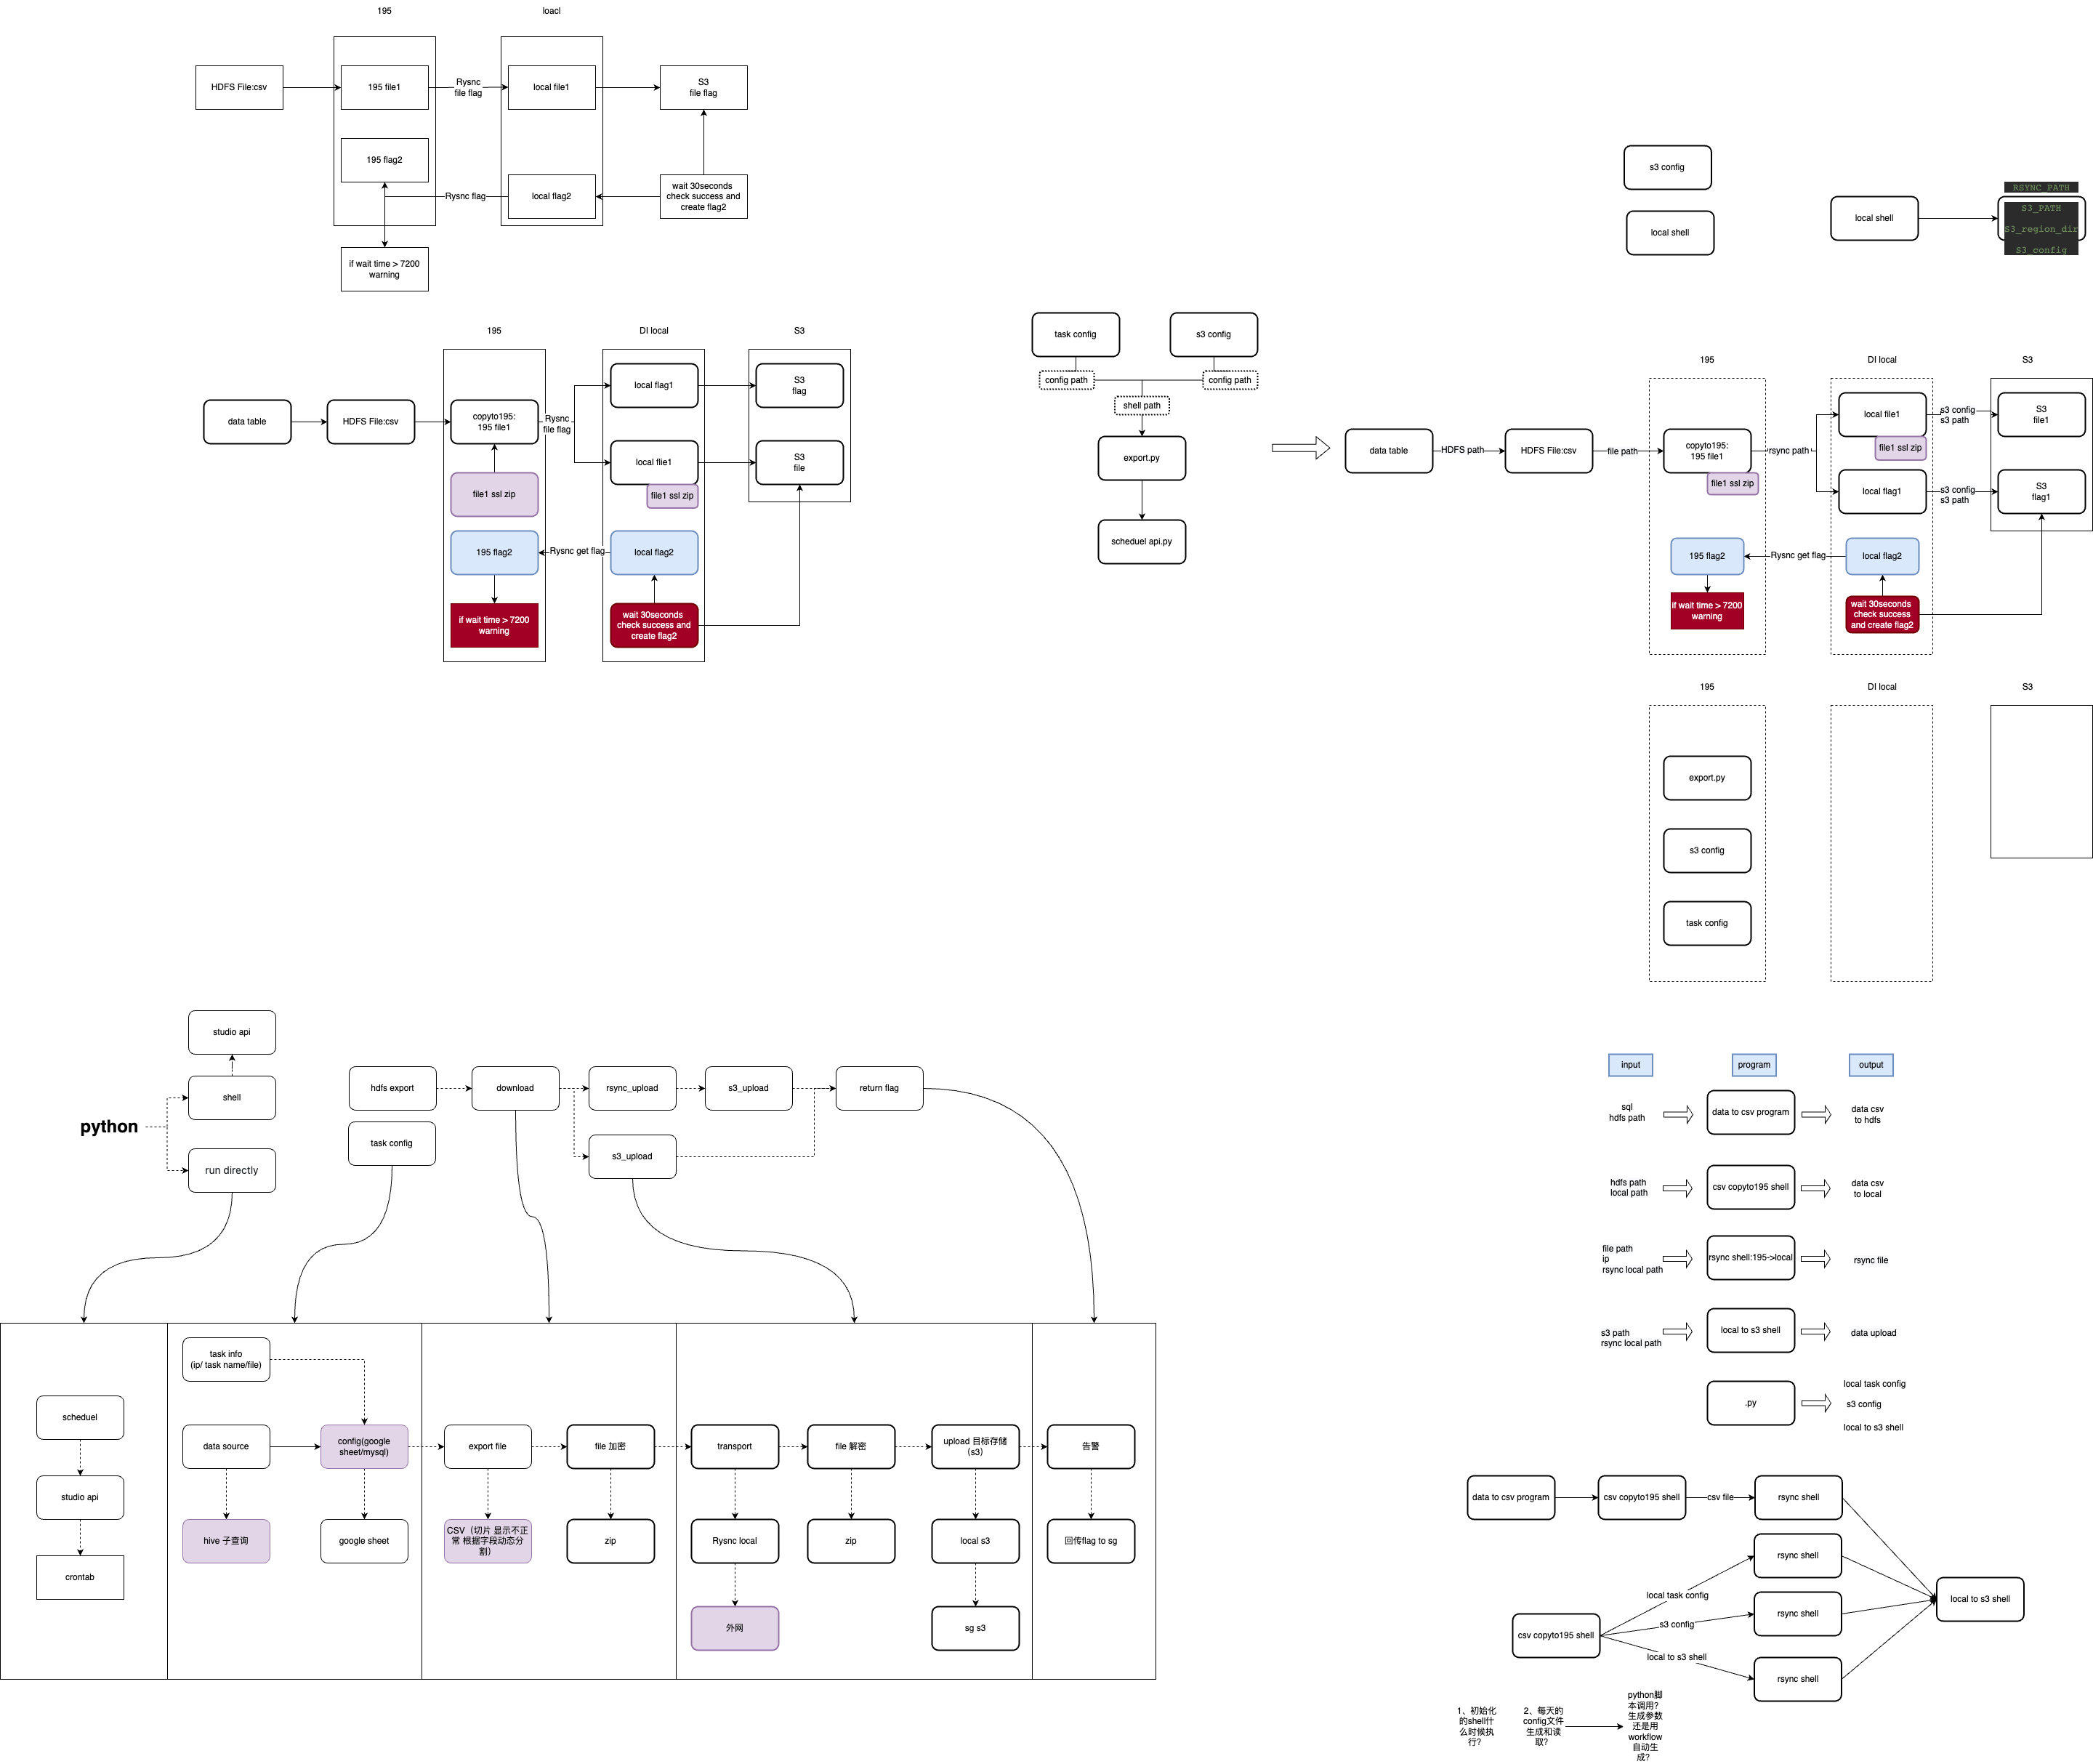 195
loacl
HDFS File:csv
195 file1
Rysnc
file flag
local file1
S3
file flag
195 flag2
Rysnc flag
local flag2
wait 30seconds
check success and
create flag2
if wait time > 7200
warning
195
DI local
S3
data table
HDFS File:csv
copyto195:
195 file1
Rysnc
file flag
local flag1
S3
flag
local flie1
file1 ssl zip
S3
file
file1 ssl zip
195 flag2
Rysnc get flag
local flag2
if wait time > 7200
warning
wait 30seconds
check success and
create flag2
task config
s3 config
config path
config path
shell path
export.py
scheduel api.py
s3 config
local shell
local shell
RSYNC_PATH
S3_PATH
S3_region_dir
S3_config
195
DI local
S3
data table
HDFS path
HDFS File:csv
file path
copyto195:
195 file1
file1 ssl zip
rsync path
local file1
file1 ssl zip
s3 config
s3 path
S3
file1
local flag1
s3 config
s3 path
S3
flag1
195 flag2
Rysnc get flag
local flag2
if wait time > 7200
warning
wait 30seconds
check success
and create flag2
195
DI local
S3
export.py
s3 config
task config
python
studio api
shell
run directly
hdfs export
download
rsync_upload
s3_upload
return flag
task config
s3_upload
scheduel
studio api
crontab
task info
(ip/ task name/file)
data source
config(google
sheet/mysql)
hive 子查询
google sheet
export file
file 加密
CSV（切片 显示不正
常 根据字段动态分
割）
zip
transport
file 解密
upload 目标存储
（s3）
Rysnc local
zip
local s3
外网
sg s3
告警
回传flag to sg
input
program
output
sql
hdfs path
data to csv program
data csv
to hdfs
hdfs path
local path
csv copyto195 shell
data csv
to local
file path
ip
rsync local path
rsync shell:195->local
rsync file
s3 path
rsync local path
local to s3 shell
data upload
.py
local task config
s3 config
local to s3 shell
data to csv program
csv copyto195 shell
csv file
rsync shell
rsync shell
local task config
rsync shell
s3 config
csv copyto195 shell
local to s3 shell
rsync shell
local to s3 shell
1、初始化
的shell什
么时候执
行?
2、每天的
config文件
生成和读
取?
python脚
本调用?
生成参数
还是用
workflow
自动生
成?